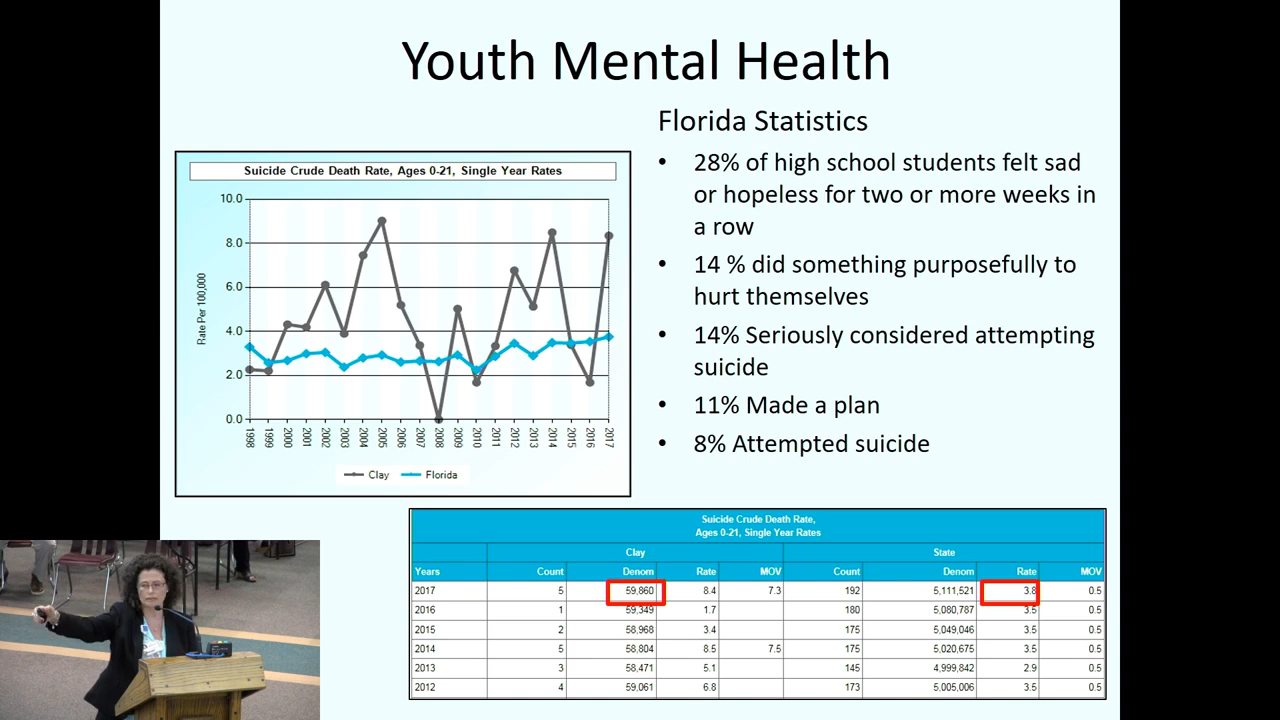 Youth Mental Health
Florida Statistics
• 28% of high school students felt sad
or hopeless for two or more weeks in
a row
• 14 % did something purposefully to
hurt themselves
• 14% Seriously considered attempting
suicide
• 11% Made a plan
• 8% Attempted suicide
Suicide Crude Death Rate, Ages 0-21, Single Year Rates
Rate Per 100,000
10.0
8.0
6.0
4.0
2.0
0.0
1998 1999 2000 2001 2002 2003 2004 2005 2006 2007 2008 2009 2010 2011 2012 2013 2014 2015 2016 2017
Clay Florida
Suicide Crude Death Rate,
Ages 0-21, Single Year Rates
Clay State
Years Count Denom Rate MOV Count Denom Rate MOV
2017 5 59,860 8.4 7.3 192 5,111,521 3.8 0.5
2016 1 59,349 1.7 180 5,080,787 3.5 0.5
2015 2 58,968 3.4 175 5,049,046 3.5 0.5
2014 5 58,804 8.5 7.5 175 5,020,675 3.5 0.5
2013 3 58,471 5.1 145 4,999,842 2.9 0.5
2012 4 59,061 6.8 173 5,005,006 3.5 0.5